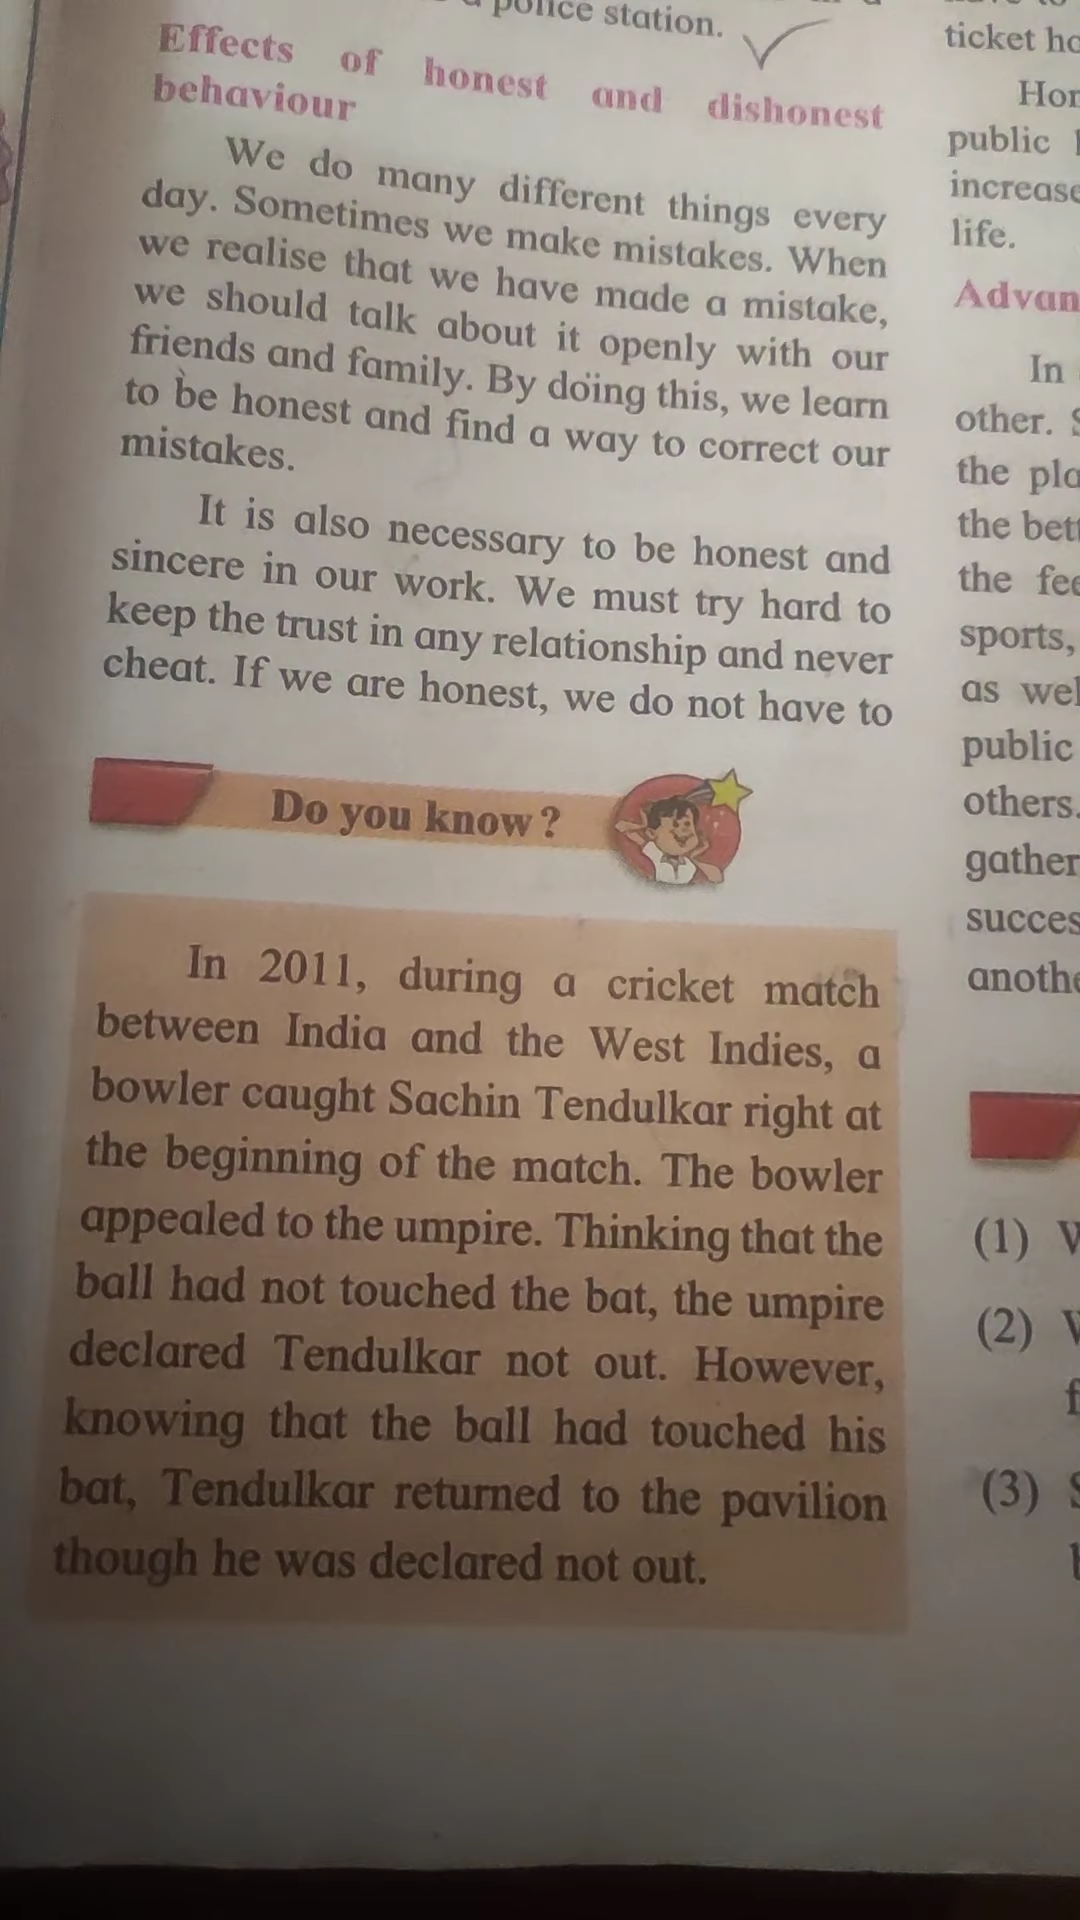 police station.
Effects of honest and dishonest
behaviour
We do many different things every
day. Sometimes we make mistakes. When
we realise that we have made a mistake,
we should talk about it openly with our
friends and family. By doing this, we learn
to be honest and find a way to correct our
mistakes.
It is also necessary to be honest and
sincere in our work. We must try hard to
keep the trust in any relationship and never
cheat. If we are honest, we do not have to
Do you know?
In 2011, during a cricket match
between India and the West Indies, a
bowler caught Sachin Tendulkar right at
the beginning of the match. The bowler
appealed to the umpire. Thinking that the
ball had not touched the bat, the umpire
declared Tendulkar not out. However,
knowing that the ball had touched his
bat, Tendulkar returned to the pavilion
though he was declared not out.
ticket
public
life.
In
other.
the
the
the
sports,
as
public
others.
(1)
(2)
(3)